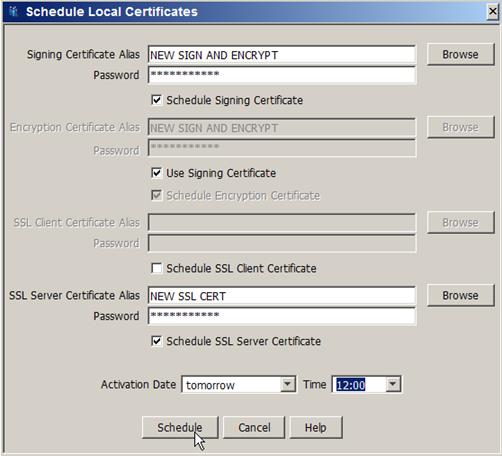 Schedule Local Certificates
Signing Certificate Alias NEW SIGN AND ENCRYPT Browse
Password ***********
Schedule Signing Certificate
Encryption Certificate Alias NEW SIGN AND ENCRYPT Browse
Password ***********
Use Signing Certificate
Schedule Encryption Certificate
SSL Client Certificate Alias Browse
Password
Schedule SSL Client Certificate
SSL Server Certificate Alias NEW SSL CERT Browse
Password ***********
Schedule SSL Server Certificate
Activation Date tomorrow Time 12:00
Schedule Cancel Help